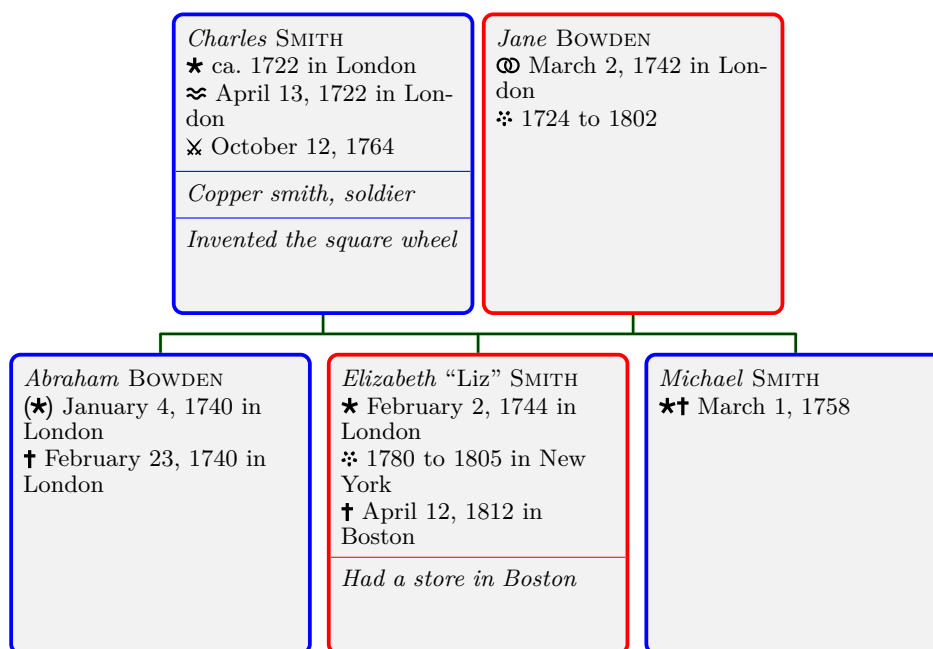 Charles SMITH
★ ca. 1722 in London
≈ April 13, 1722 in Lon-
don
⚔ October 12, 1764
Copper smith, soldier
Invented the square wheel
Jane BOWDEN
⚭ March 2, 1742 in Lon-
don
1724 to 1802
Abraham BOWDEN
(★) January 4, 1740 in
London
† February 23, 1740 in
London
Elizabeth “Liz” SMITH
★ February 2, 1744 in
London
1780 to 1805 in New
York
† April 12, 1812 in
Boston
Had a store in Boston
Michael SMITH
★† March 1, 1758